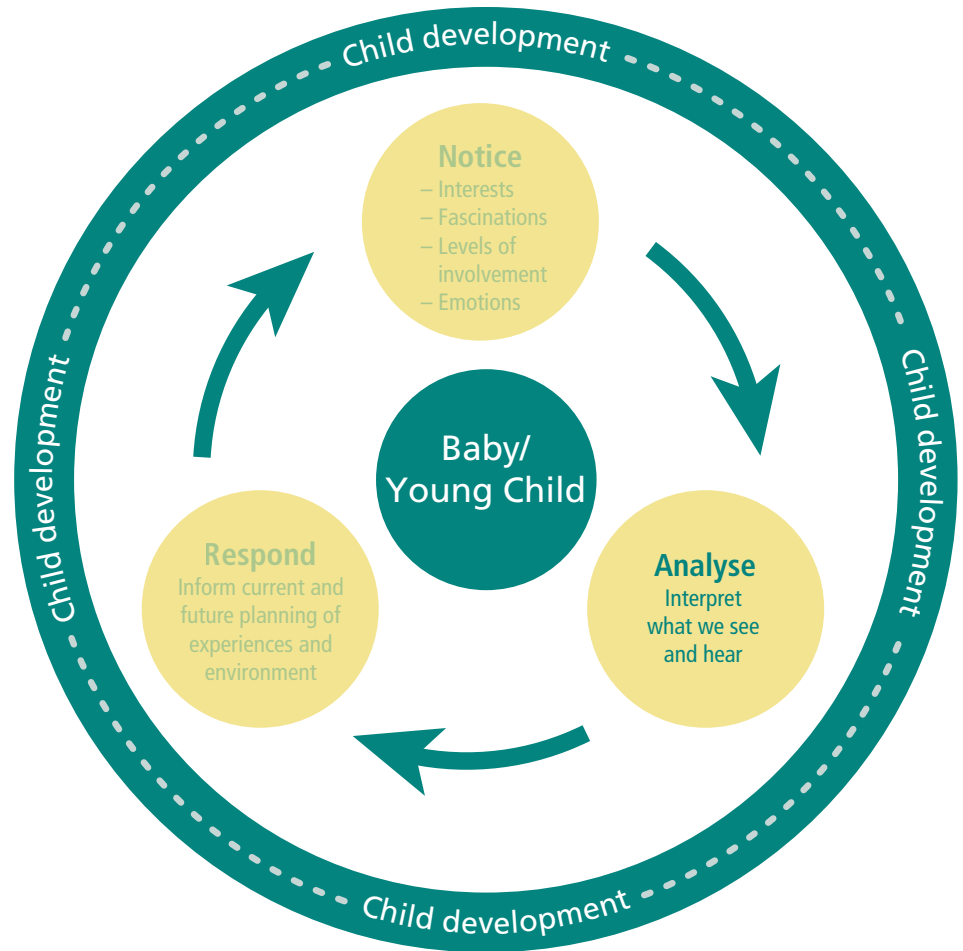 Child development
Notice
– Interests
– Fascinations
– Levels of
involvement
– Emotions
Child development
Child development
Baby/
Young Child
Respond
Inform current and
future planning of
experiences and
environment
Analyse
Interpret
what we see
and hear
Child development